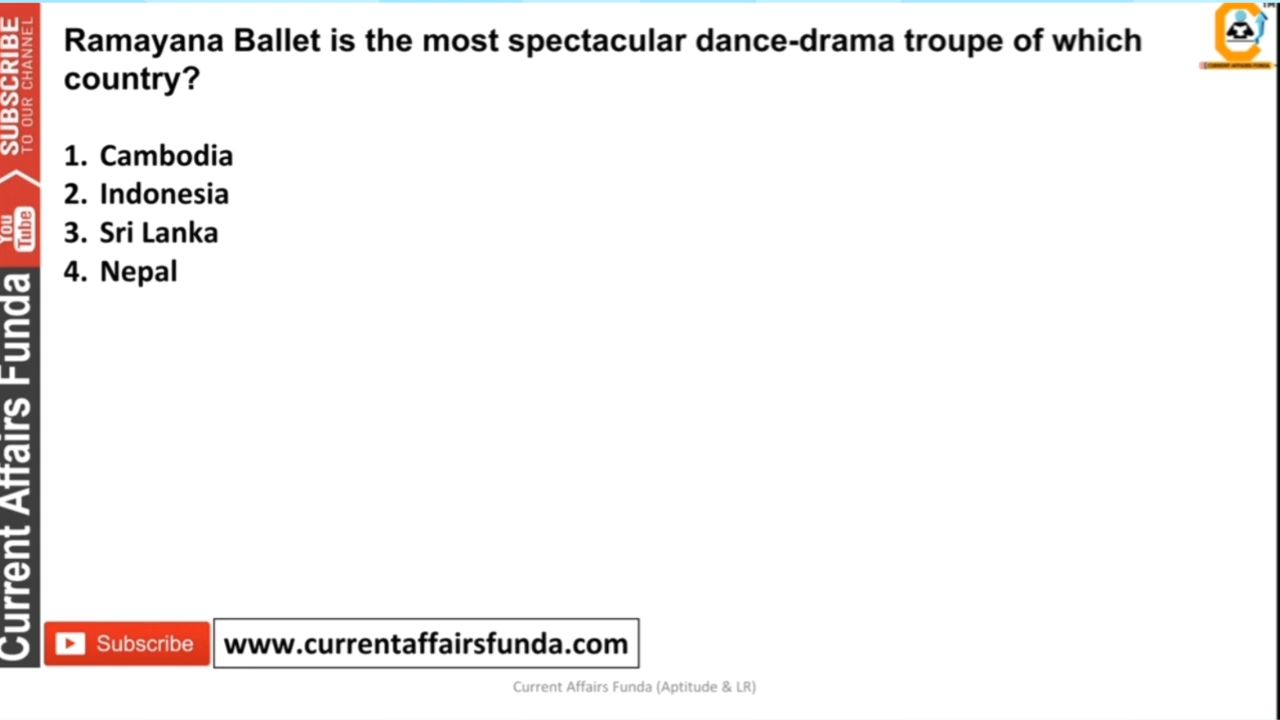 Ramayana Ballet is the most spectacular dance-drama troupe of which
country?
1. Cambodia
2. Indonesia
3. Sri Lanka
4. Nepal
SUBSCRIBE
TO OUR CHANNEL
You
Tube
Current Affairs Funda
Subscribe
www.currentaffairsfunda.com
Current Affairs Funda (Aptitude & LR)